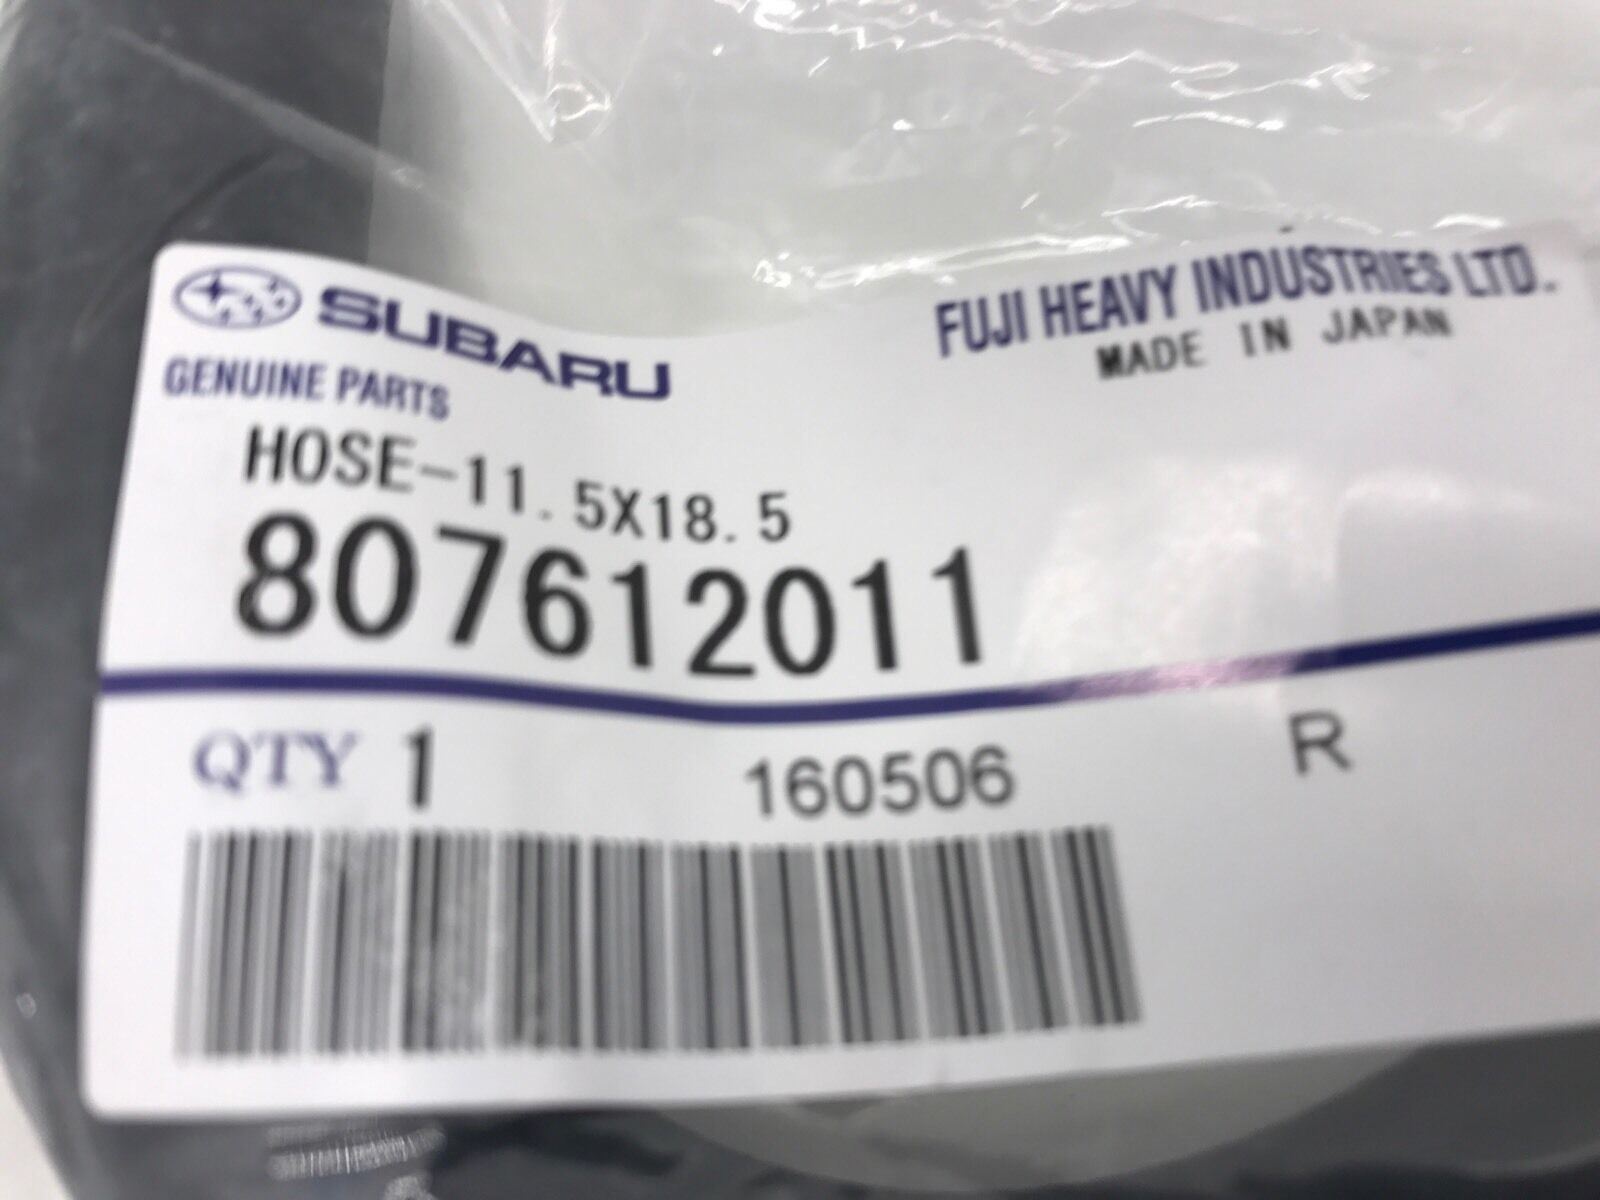 SUBARU
GENUINE PARTS
FUJI HEAVY INDUSTRIES LTD.
MADE IN JAPAN
HOSE-11.5X18.5
807612011
QTY 1 160506 R